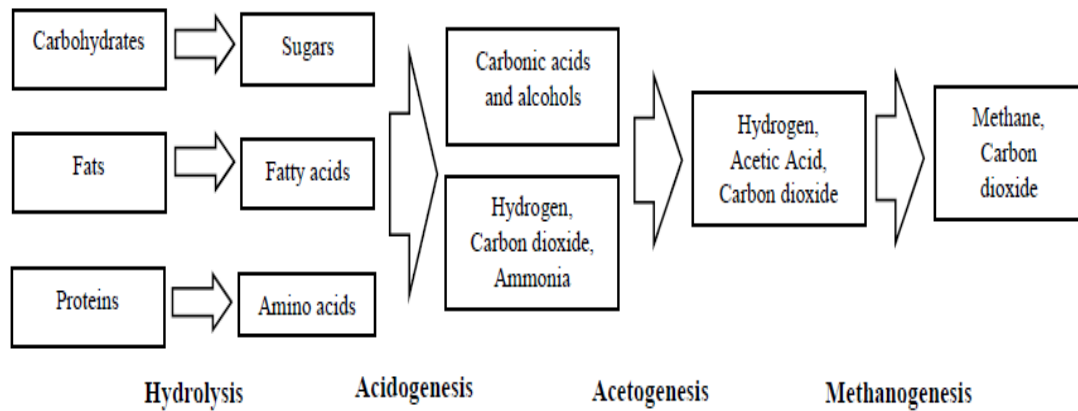 Carbohydrates
Sugars
Fats
Fatty acids
Proteins
Amino acids
Carbonic acids
and alcohols
Hydrogen,
Carbon dioxide,
Ammonia
Hydrogen,
Acetic Acid,
Carbon dioxide
Methane,
Carbon
dioxide
Hydrolysis
Acidogenesis
Acetogenesis
Methanogenesis